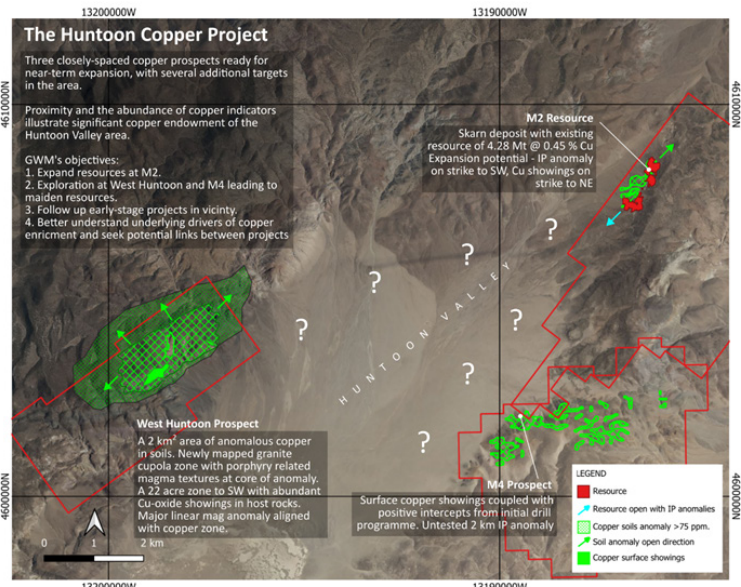 13200000W
13190000W
The Huntoon Copper Project
Three closely-spaced copper prospects ready for
near-term expansion, with several additional targets
in the area.
Proximity and the abundance of copper indicators
illustrate significant copper endowment of the
Huntoon Valley area.
GWM's objectives:
1. Expand resources at M2.
2. Exploration at West Huntoon and M4 leading to
maiden resources.
3. Follow up early-stage projects in vicinty.
4. Better understand underlying drivers of copper
enricment and seek potential links between projects
4610000N
4610000N
M2 Resource
Skarn deposit with existing
resource of 4.28 Mt @ 0.45 % Cu
Expansion potential - IP anomaly
on strike to SW, Cu showings on
strike to NE
?
?
?
?
?
?
?
HUNTOON VALLEY
West Huntoon Prospect
A 2 km² area of anomalous copper
in soils. Newly mapped granite
cupola zone with porphyry related
magma textures at core of anomaly.
A 22 acre zone to SW with abundant
Cu-oxide showings in host rocks.
Major linear mag anomaly aligned
with copper zone.
M4 Prospect
Surface copper showings coupled with
positive intercepts from initial drill
programme. Untested 2 km IP anomaly
LEGEND
Resource
Resource open with IP anomalies
Copper soils anomaly >75 ppm.
Soil anomaly open direction
Copper surface showings
4600000N
4600000N
0 1 2 km
13200000W
13190000W